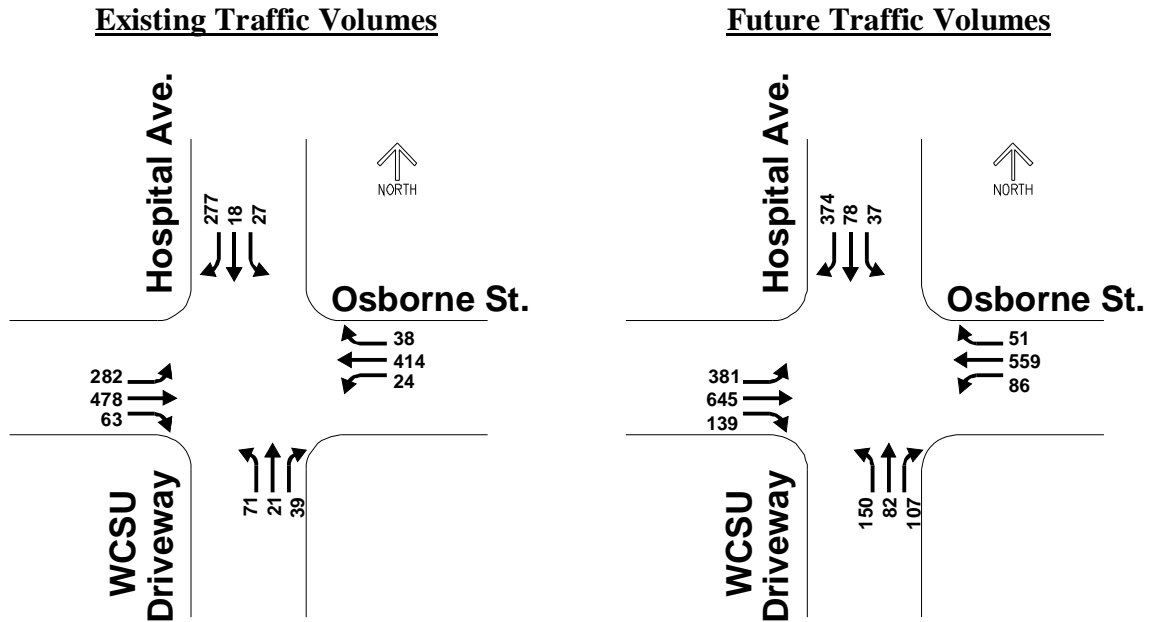 Existing Traffic Volumes
Hospital Ave.
NORTH
277
18
27
Osborne St.
38
414
24
282
478
63
71
21
39
WCSU
Driveway
Future Traffic Volumes
Hospital Ave.
NORTH
374
78
37
Osborne St.
51
559
86
381
645
139
150
82
107
WCSU
Driveway